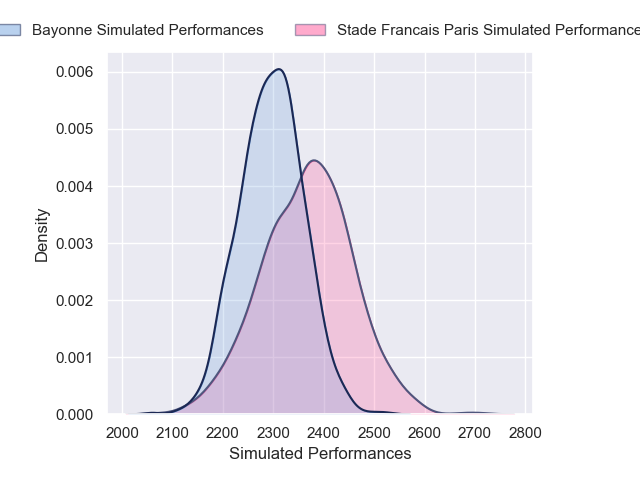 Bayonne Simulated Performances Stade Francais Paris Simulated Performance
0.006
0.005
0.004
0.003
0.002
0.001
0.000
Density
2000 2100 2200 2300 2400 2500 2600 2700 2800
Simulated Performances